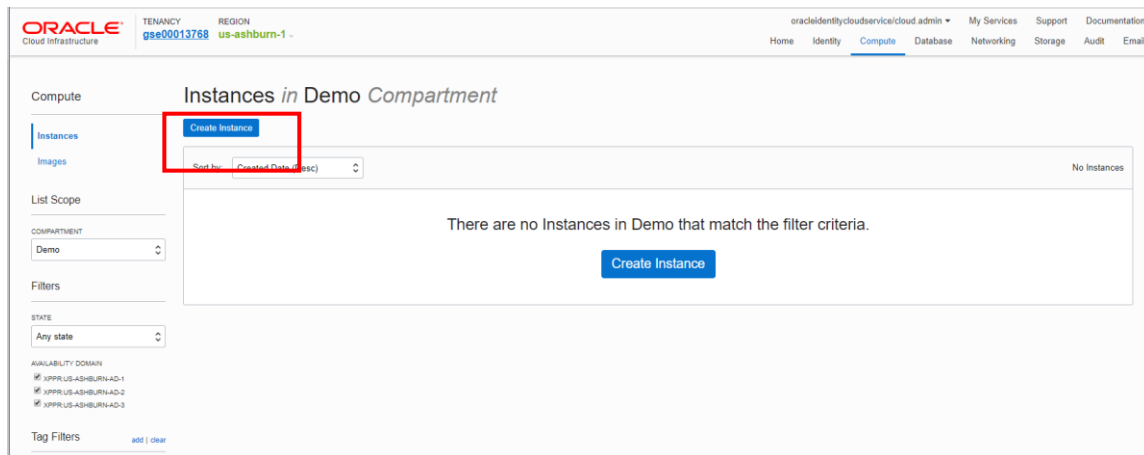 ORACLE
Cloud Infrastructure
TENANCY
gse00013768
REGION
us-ashburn-1
oracleidentitycloudservice/cloud.admin
My Services
Support
Documentation
Home
Identity
Compute
Database
Networking
Storage
Audit
Email
Compute
Instances
Images
List Scope
COMPARTMENT
Demo
Filters
STATE
Any state
AVAILABILITY DOMAIN
XPPR:US-ASHBURN-AD-1
XPPR:US-ASHBURN-AD-2
XPPR:US-ASHBURN-AD-3
Tag Filters
add | clear
Instances in Demo Compartment
Create Instance
Sort by:
Created Date (Desc)
No Instances
There are no Instances in Demo that match the filter criteria.
Create Instance